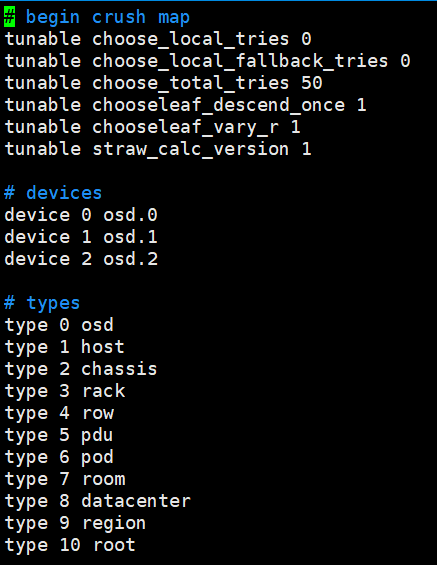 # begin crush map
tunable choose_local_tries 0
tunable choose_local_fallback_tries 0
tunable choose_total_tries 50
tunable chooseleaf_descend_once 1
tunable chooseleaf_vary_r 1
tunable straw_calc_version 1
# devices
device 0 osd.0
device 1 osd.1
device 2 osd.2
# types
type 0 osd
type 1 host
type 2 chassis
type 3 rack
type 4 row
type 5 pdu
type 6 pod
type 7 room
type 8 datacenter
type 9 region
type 10 root